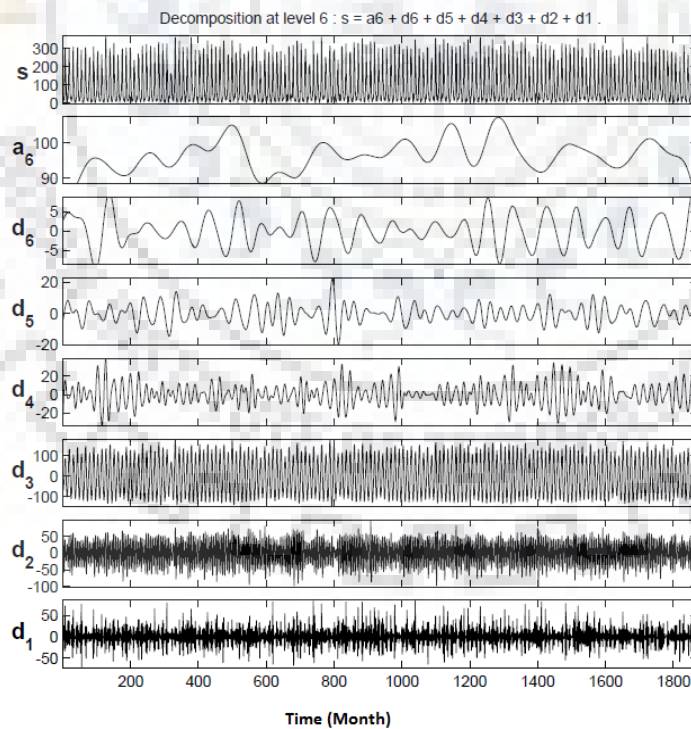 Decomposition at level 6 : s = a6 + d6 + d5 + d4 + d3 + d2 + d1 .
s
300
200
100
0
a6
100
90
d6
5
0
-5
d5
20
0
-20
d4
20
0
-20
d3
100
0
-100
d2
50
0
-50
-100
d1
50
0
-50
200 400 600 800 1000 1200 1400 1600 1800
Time (Month)